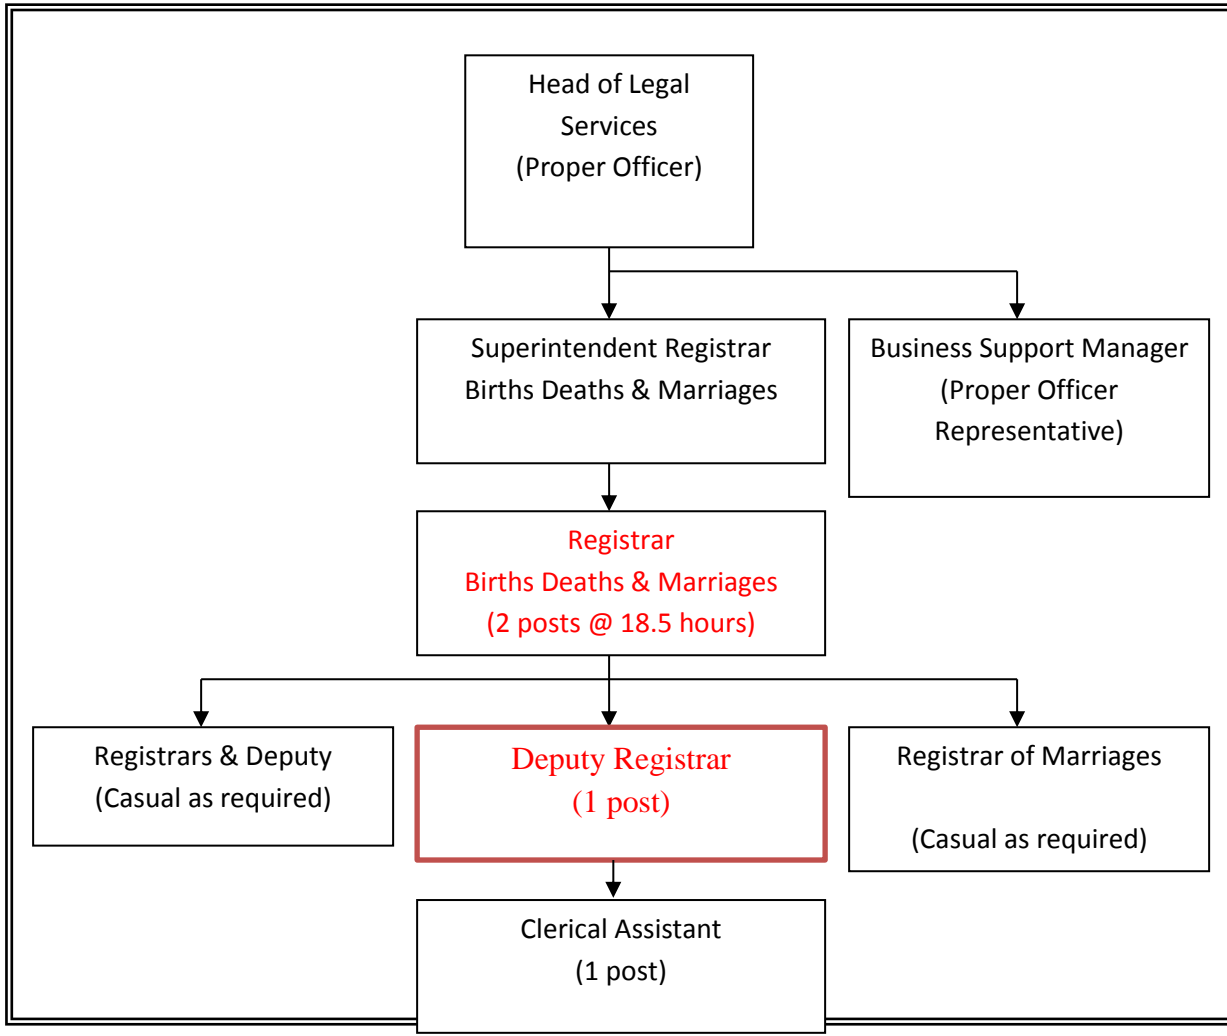 Head of Legal
Services
(Proper Officer)
Superintendent Registrar
Births Deaths & Marriages
Business Support Manager
(Proper Officer
Representative)
Registrar
Births Deaths & Marriages
(2 posts @ 18.5 hours)
Registrars & Deputy
(Casual as required)
Deputy Registrar
(1 post)
Registrar of Marriages
(Casual as required)
Clerical Assistant
(1 post)